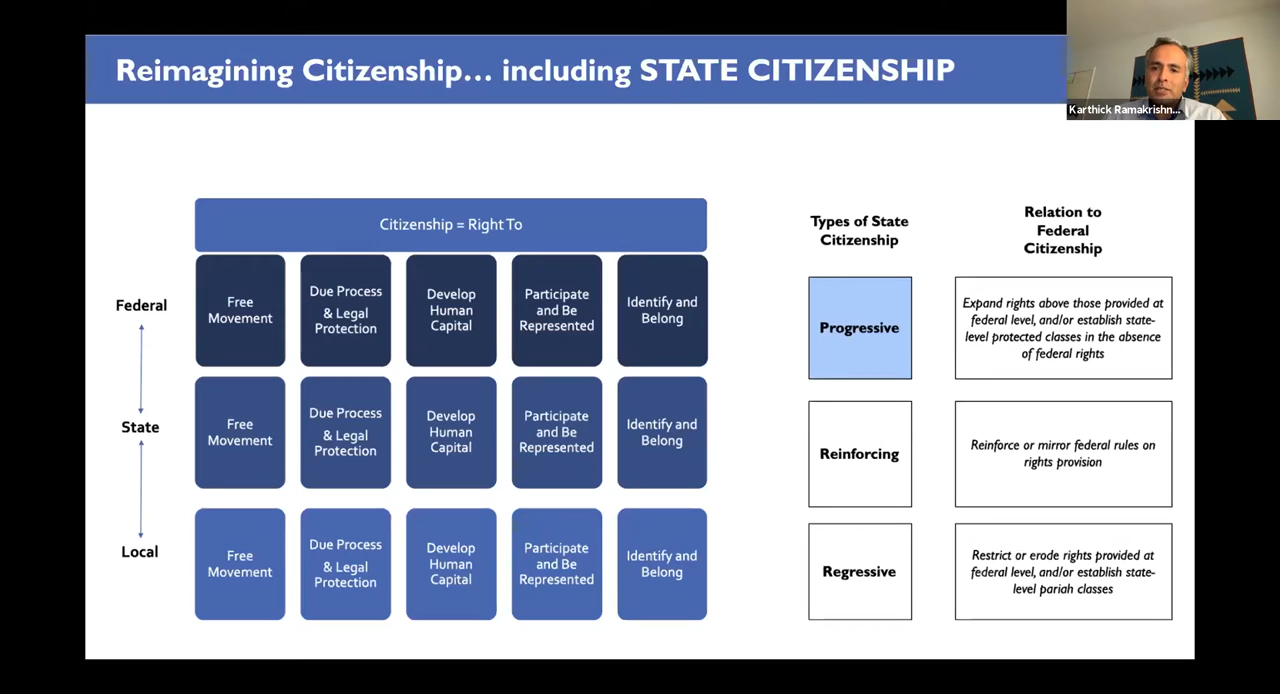 Reimagining Citizenship... including STATE CITIZENSHIP
Karthick Ramakrishn...
Citizenship = Right To
Federal
Free
Movement
Due Process
& Legal
Protection
Develop
Human
Capital
Participate
and Be
Represented
Identify and
Belong
State
Free
Movement
Due Process
& Legal
Protection
Develop
Human
Capital
Participate
and Be
Represented
Identify and
Belong
Local
Free
Movement
Due Process
& Legal
Protection
Develop
Human
Capital
Participate
and Be
Represented
Identify and
Belong
Types of State
Citizenship
Relation to
Federal
Citizenship
Progressive
Expand rights above those provided at
federal level, and/or establish state-
level protected classes in the absence
of federal rights
Reinforcing
Reinforce or mirror federal rules on
rights provision
Regressive
Restrict or erode rights provided at
federal level, and/or establish state-
level pariah classes